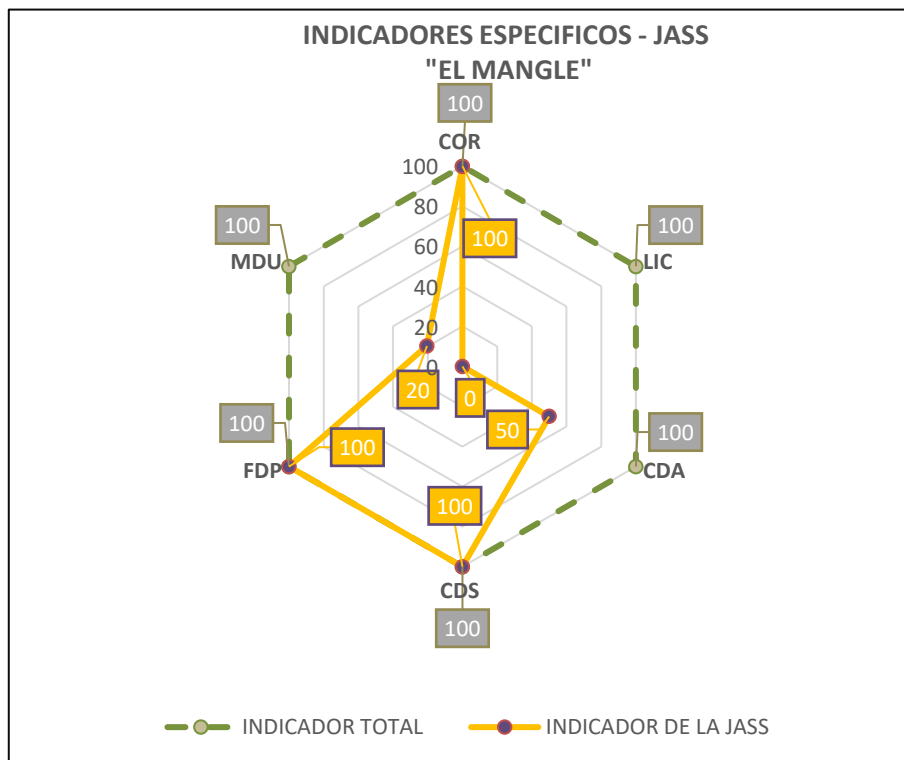 INDICADORES ESPECIFICOS - JASS
"EL MANGLE"
100
COR
100
80
60
40
20
0
100
100
LIC
100
MDU
20
0
50
100
CDA
100
FDP
100
100
CDS
100
INDICADOR TOTAL
INDICADOR DE LA JASS